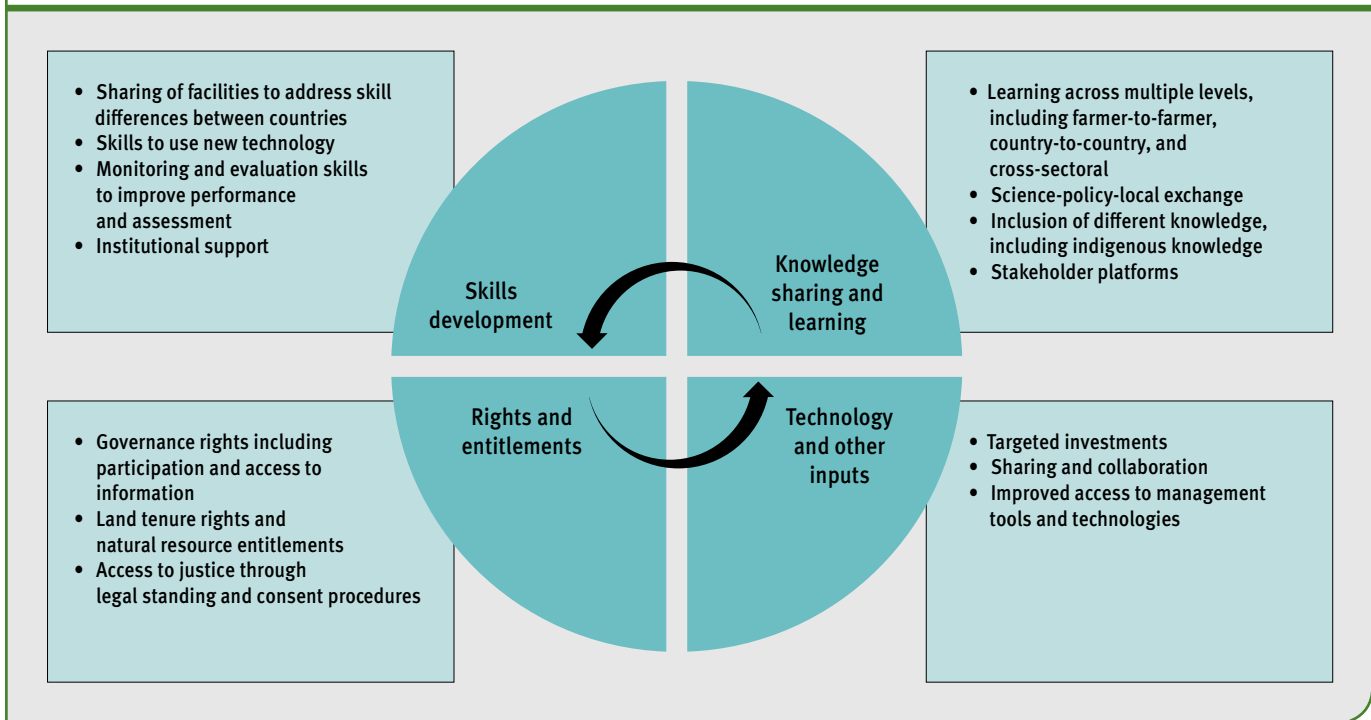 • Sharing of facilities to address skill
differences between countries
• Skills to use new technology
• Monitoring and evaluation skills
to improve performance
and assessment
• Institutional support
• Learning across multiple levels,
including farmer-to-farmer,
country-to-country, and
cross-sectoral
• Science-policy-local exchange
• Inclusion of different knowledge,
including indigenous knowledge
• Stakeholder platforms
Skills
development
Knowledge
sharing and
learning
Rights and
entitlements
Technology
and other
inputs
• Governance rights including
participation and access to
information
• Land tenure rights and
natural resource entitlements
• Access to justice through
legal standing and consent procedures
• Targeted investments
• Sharing and collaboration
• Improved access to management
tools and technologies